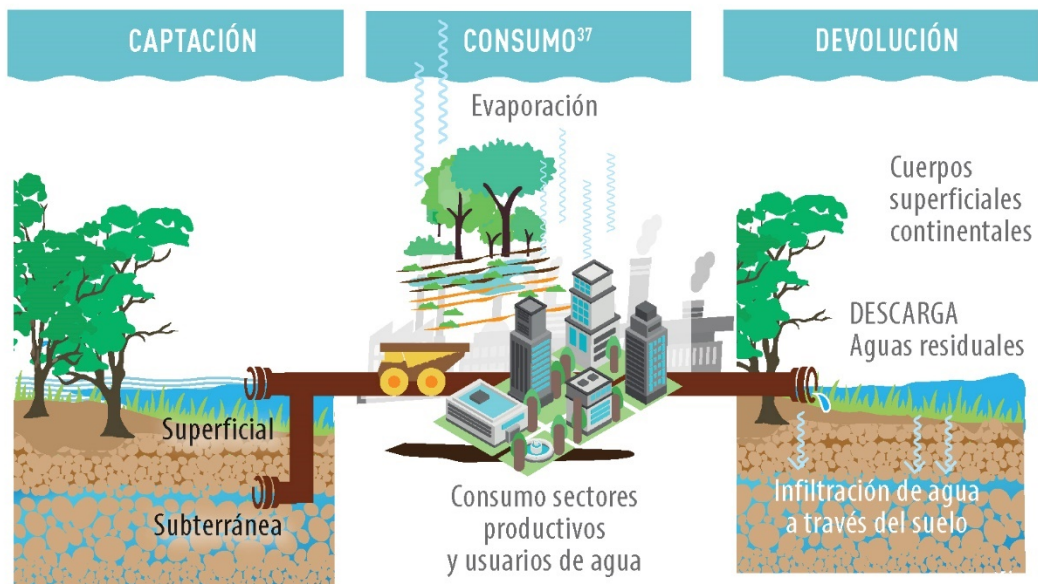 CAPTACIÓN
CONSUMO³⁷
DEVOLUCIÓN
Superficial
Subterránea
Evaporación
Consumo sectores
productivos
y usuarios de agua
Cuerpos
superficiales
continentales
DESCARGA
Aguas residuales
Infiltración de agua
a través del suelo